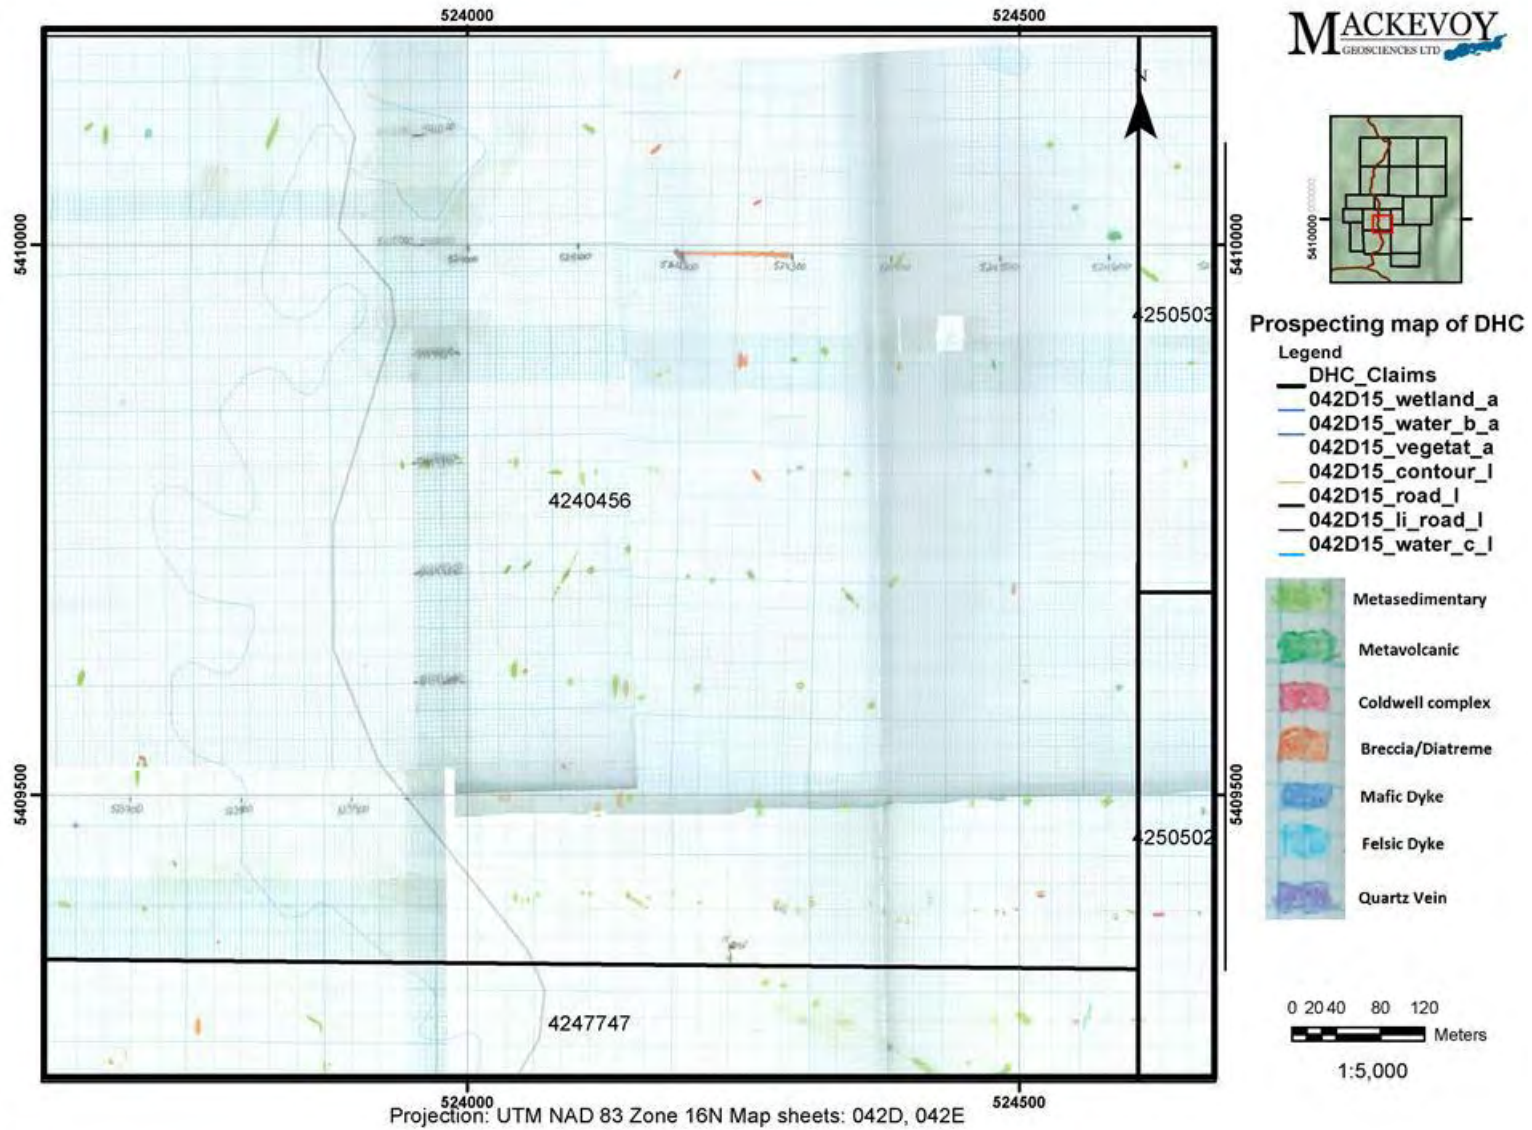 524000 524500
MACKEVOY
GEOSCIENCES LTD
N
5410000
5410000
5410000
4250503
Prospecting map of DHC
Legend
DHC_Claims
042D15_wetland_a
042D15_water_b_a
042D15_vegetat_a
042D15_contour_l
042D15_road_l
042D15_li_road_l
042D15_water_c_l
4240456
Metasedimentary
Metavolcanic
Coldwell complex
Breccia/Diatreme
Mafic Dyke
Felsic Dyke
Quartz Vein
5409500
5409500
4250502
4247747
0 20 40 80 120
Meters
1:5,000
524000 524500
Projection: UTM NAD 83 Zone 16N Map sheets: 042D, 042E